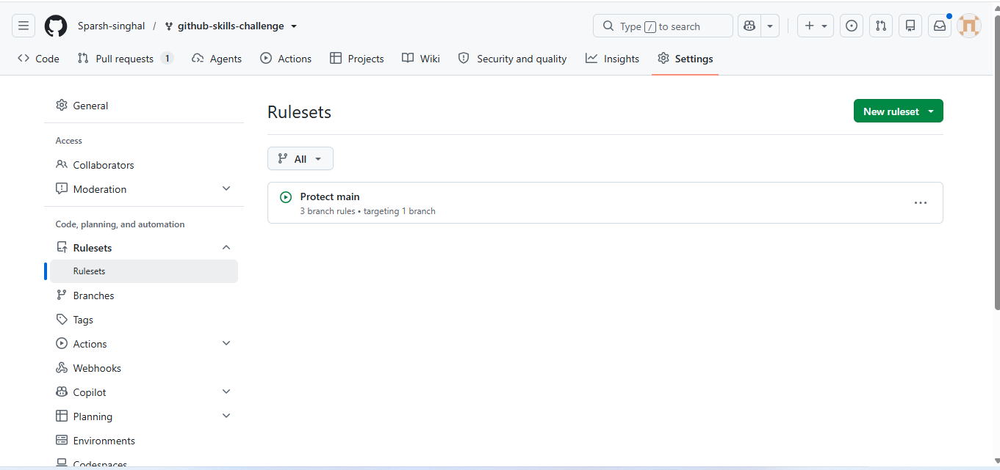 Sparsh-singhal / github-skills-challenge
Type / to search
Code Pull requests 1 Agents Actions Projects Wiki Security and quality Insights Settings
General
Access
Collaborators
Moderation
Code, planning, and automation
Rulesets
Rulesets
Branches
Tags
Actions
Webhooks
Copilot
Planning
Environments
Codespaces
Rulesets
New ruleset
All
Protect main
3 branch rules • targeting 1 branch